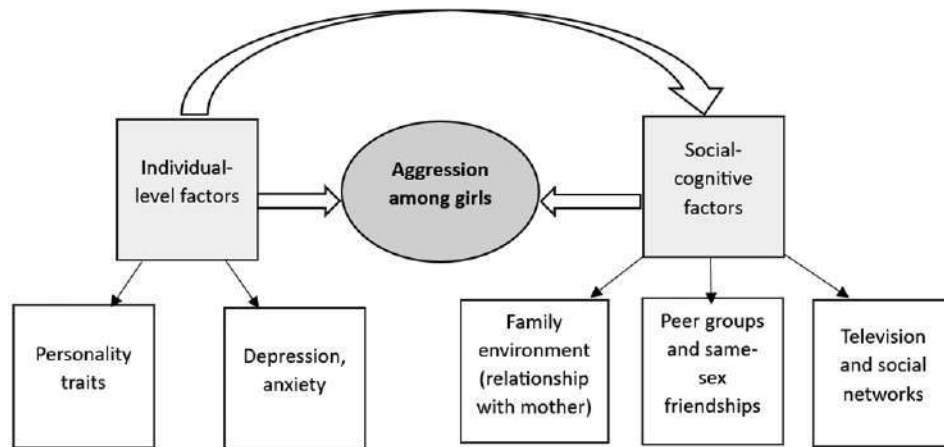 Individual-
level factors
Aggression
among girls
Social-
cognitive
factors
Personality
traits
Depression,
anxiety
Family
environment
(relationship
with mother)
Peer groups
and same-
sex
friendships
Television
and social
networks